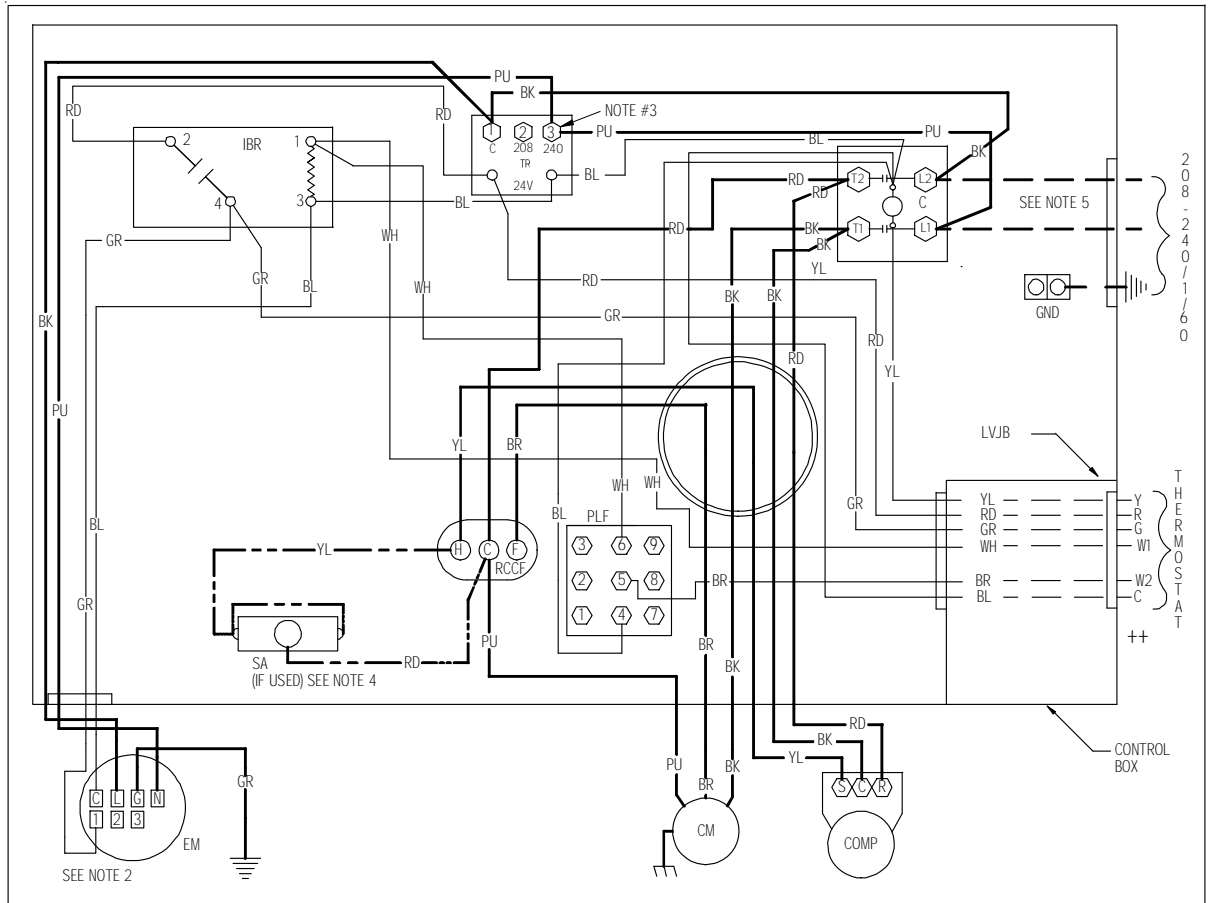 PU
BK
RD
NOTE #3
2
IBR
1
1
2
3
PU
PU
BL
C
208
240
TR
24V
BK
BL
RD
T2
L2
C
SEE NOTE 5
4
3
BL
WH
RD
RD
BK
BK
T1
L1
GR
GR
BL
WH
RD
YL
BK
BK
GND
208-240/1/60
BK
GR
RD
RD
YL
PU
LVJB
YL
BR
WH
WH
BL
GR
PLF
YL
Y
RD
R
GR
G
WH
W1
BR
W2
BL
C
THERMOSTAT
++
BL
YL
H
C
F
RCCF
3
6
9
2
5
8
BR
1
4
7
GR
SA
RD
(IF USED) SEE NOTE 4
PU
BR
BK
RD
BK
YL
CONTROL
BOX
PU
BR
BK
GR
S
C
R
C
L
G
N
1
2
3
EM
CM
COMP
SEE NOTE 2